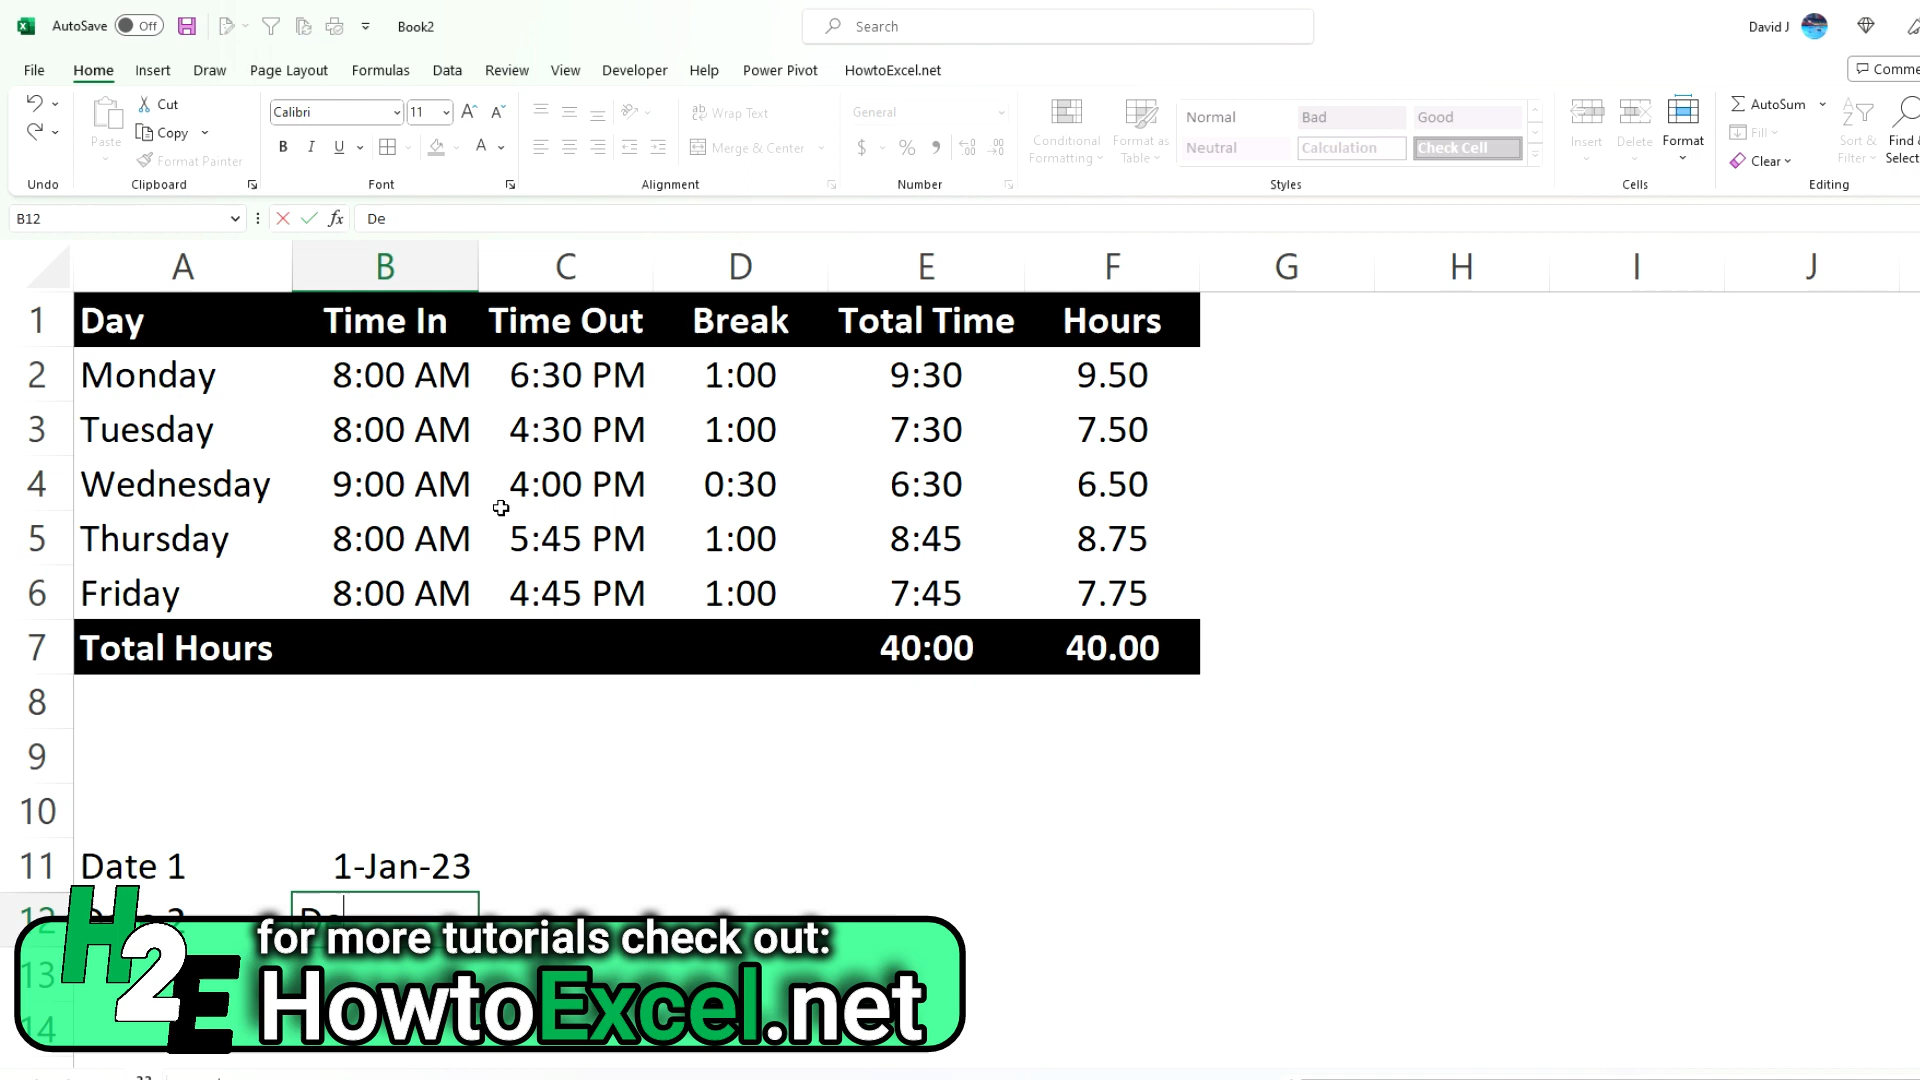 AutoSave Off Book2 Search David J
File Home Insert Draw Page Layout Formulas Data Review View Developer Help Power Pivot HowtoExcel.net Comme
Paste Cut Copy Format Painter
Calibri 11 B I U A
ab Wrap Text Merge & Center
General $ % 9
Conditional Formatting Format as Table
Normal Bad Good
Neutral Calculation Check Cell
Insert Delete Format
AutoSum Fill Clear
Sort & Filter Find & Select
Undo Clipboard Font Alignment Number Styles Cells Editing
B12 fx De
A B C D E F G H I J
1 Day Time In Time Out Break Total Time Hours
2 Monday 8:00 AM 6:30 PM 1:00 9:30 9.50
3 Tuesday 8:00 AM 4:30 PM 1:00 7:30 7.50
4 Wednesday 9:00 AM 4:00 PM 0:30 6:30 6.50
5 Thursday 8:00 AM 5:45 PM 1:00 8:45 8.75
6 Friday 8:00 AM 4:45 PM 1:00 7:45 7.75
7 Total Hours 40:00 40.00
8
9
10
11 Date 1 1-Jan-23
12 De
13
14
H2E
for more tutorials check out:
HowtoExcel.net